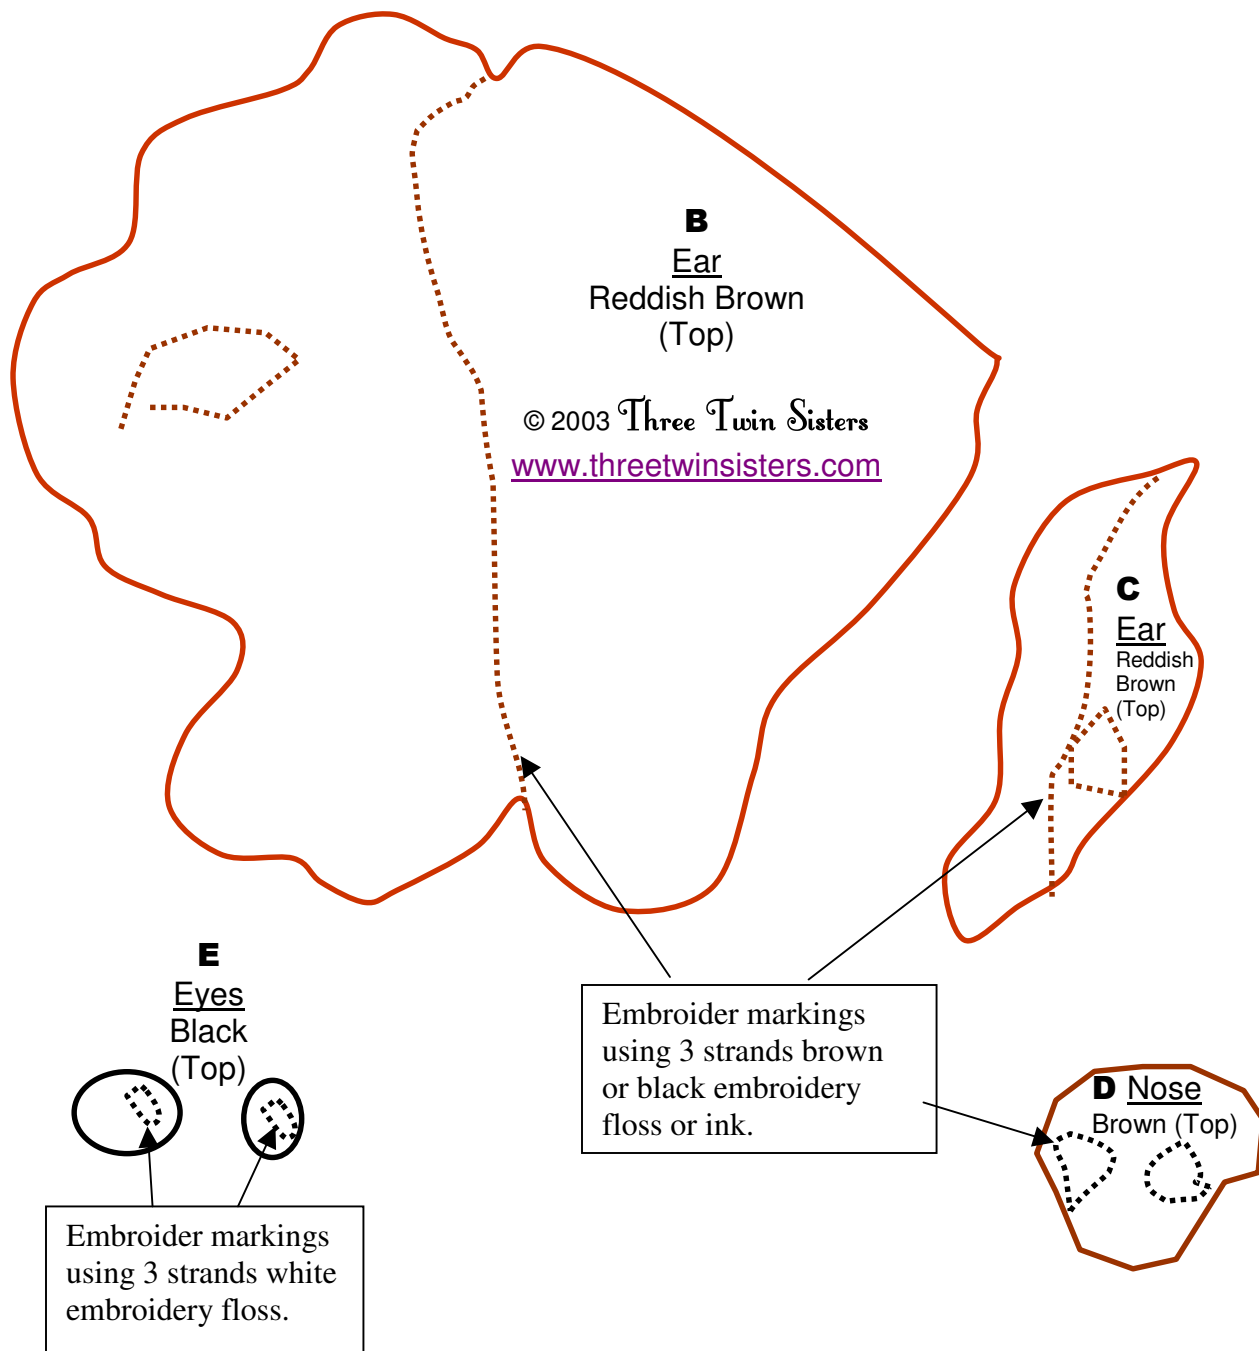 B
Ear
Reddish Brown
(Top)
© 2003 Three Twin Sisters
www.threetwinsisters.com
C
Ear
Reddish
Brown
(Top)
E
Eyes
Black
(Top)
Embroider markings
using 3 strands brown
or black embroidery
floss or ink.
D Nose
Brown (Top)
Embroider markings
using 3 strands white
embroidery floss.